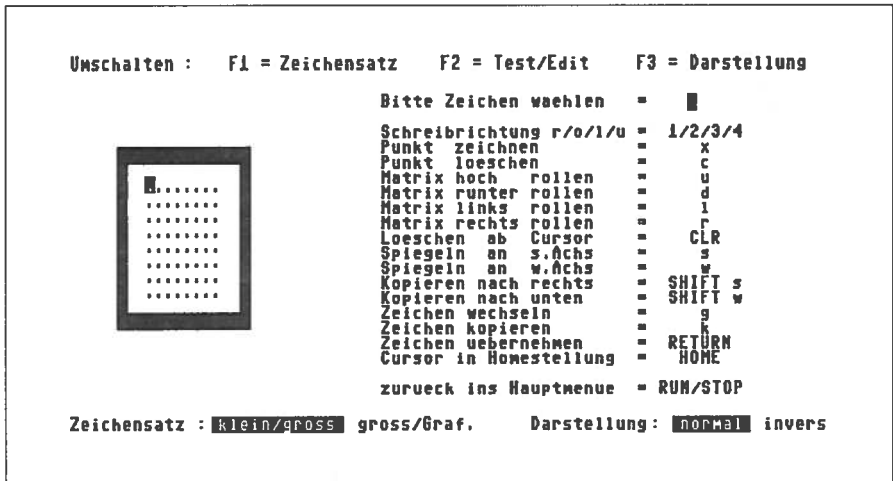 Umschalten : F1 = Zeichensatz F2 = Test/Edit F3 = Darstellung
Bitte Zeichen waehlen =
Schreibrichtung r/o/l/u = 1/2/3/4
Punkt zeichnen = x
Punkt loeschen = c
Matrix hoch rollen = u
Matrix runter rollen = d
Matrix links rollen = l
Matrix rechts rollen = r
Loeschen ab Cursor = CLR
Spiegeln an s.Achs = s
Spiegeln an w.Achs = w
Kopieren nach rechts = SHIFT s
Kopieren nach unten = SHIFT w
Zeichen wechseln = g
Zeichen kopieren = k
Zeichen uebernehmen = RETURN
Cursor in Homestellung = HOME
zurueck ins Hauptmenue = RUN/STOP
Zeichensatz : klein/gross gross/Graf. Darstellung: normal invers